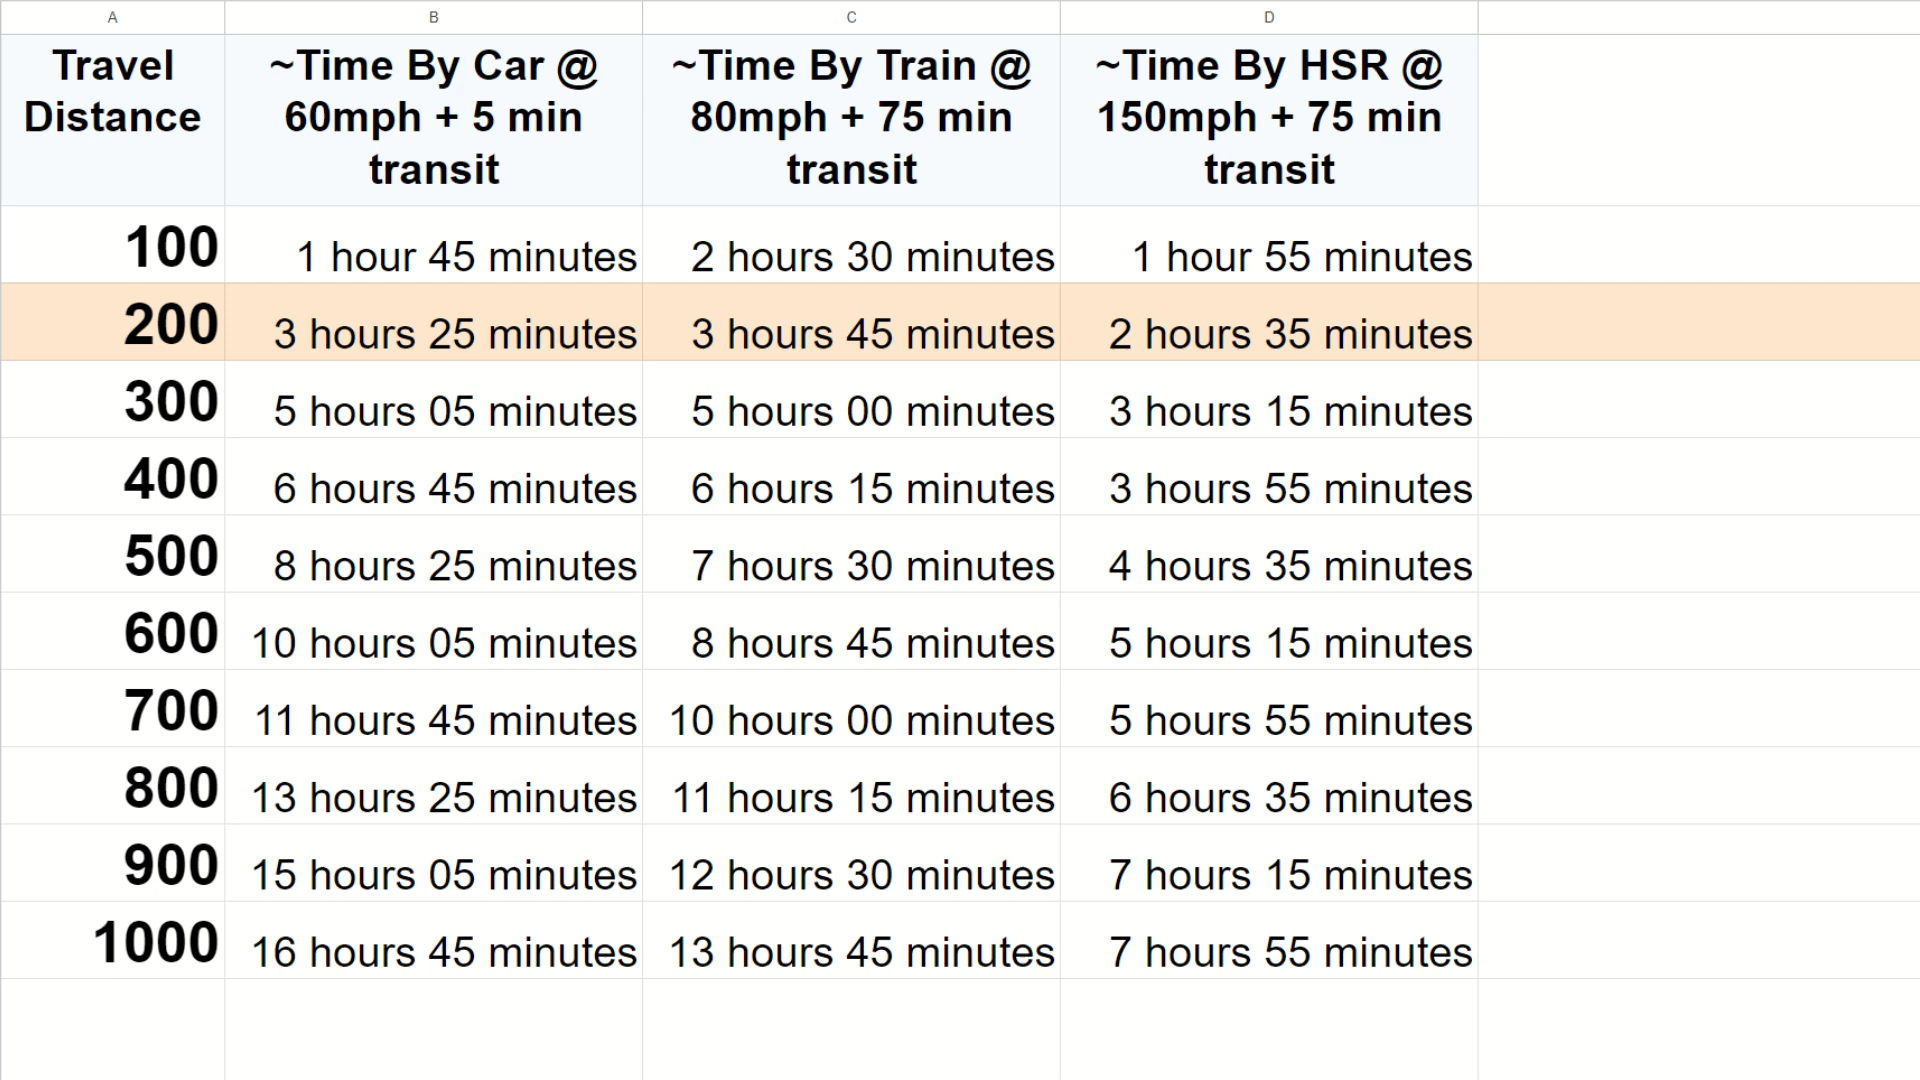 A B C D
Travel Distance ~Time By Car @ 60mph + 5 min transit ~Time By Train @ 80mph + 75 min transit ~Time By HSR @ 150mph + 75 min transit
100 1 hour 45 minutes 2 hours 30 minutes 1 hour 55 minutes
200 3 hours 25 minutes 3 hours 45 minutes 2 hours 35 minutes
300 5 hours 05 minutes 5 hours 00 minutes 3 hours 15 minutes
400 6 hours 45 minutes 6 hours 15 minutes 3 hours 55 minutes
500 8 hours 25 minutes 7 hours 30 minutes 4 hours 35 minutes
600 10 hours 05 minutes 8 hours 45 minutes 5 hours 15 minutes
700 11 hours 45 minutes 10 hours 00 minutes 5 hours 55 minutes
800 13 hours 25 minutes 11 hours 15 minutes 6 hours 35 minutes
900 15 hours 05 minutes 12 hours 30 minutes 7 hours 15 minutes
1000 16 hours 45 minutes 13 hours 45 minutes 7 hours 55 minutes